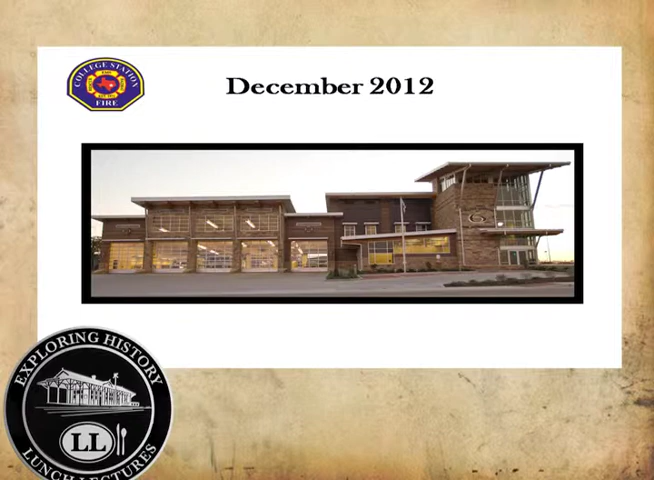 COLLEGE STATION
FIRE
December 2012
EXPLORING HISTORY
LL
LUNCH LECTURES